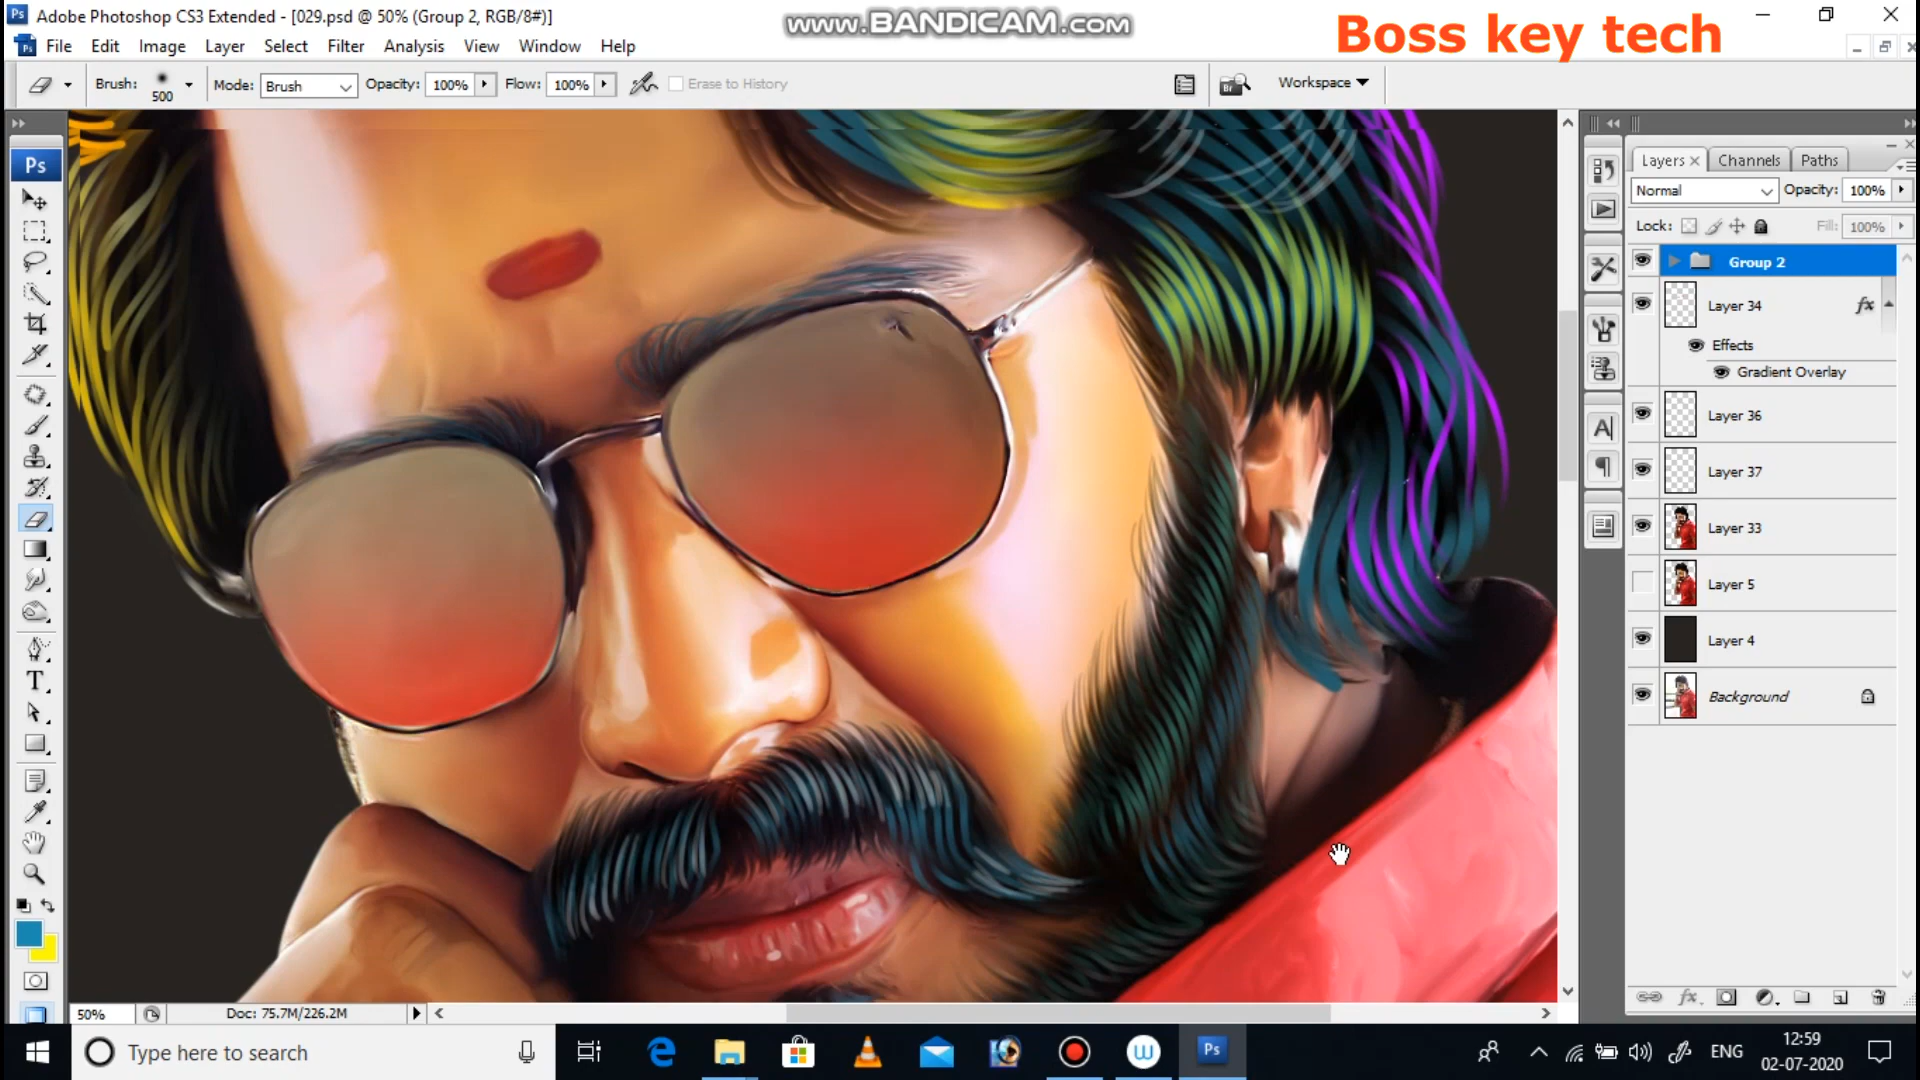 Adobe Photoshop CS3 Extended - [029.psd @ 50% (Group 2, RGB/8#)]
www.BANDICAM.com
Boss key tech
File Edit Image Layer Select Filter Analysis View Window Help
Brush: 500 Mode: Brush Opacity: 100% Flow: 100% Erase to History
Br Workspace
Ps
Layers Channels Paths
Normal Opacity: 100%
Lock: Fill: 100%
Group 2
Layer 34 fx
Effects
Gradient Overlay
Layer 36
Layer 37
Layer 33
Layer 5
Layer 4
Background
50% Doc: 75.7M/226.2M
Type here to search
Ps
ENG
12:59
02-07-2020